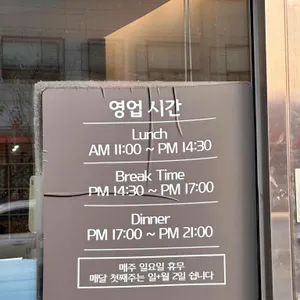 영업 시간
Lunch
AM 11:00 ~ PM 14:30
Break Time
PM 14:30 ~ PM 17:00
Dinner
PM 17:00 ~ PM 21:00
매주 일요일 휴무
매달 첫째주는 일+월 2일 쉽니다